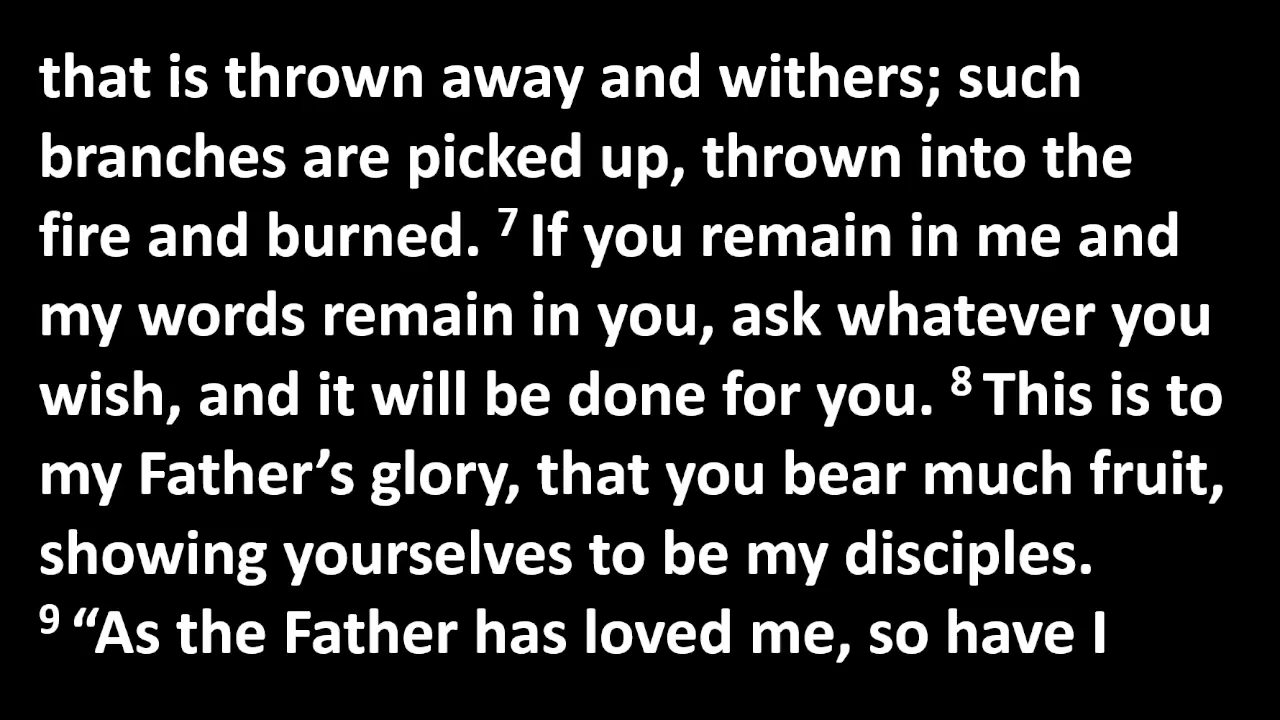 that is thrown away and withers; such
branches are picked up, thrown into the
fire and burned. ⁷ If you remain in me and
my words remain in you, ask whatever you
wish, and it will be done for you. ⁸ This is to
my Father’s glory, that you bear much fruit,
showing yourselves to be my disciples.
⁹ “As the Father has loved me, so have I